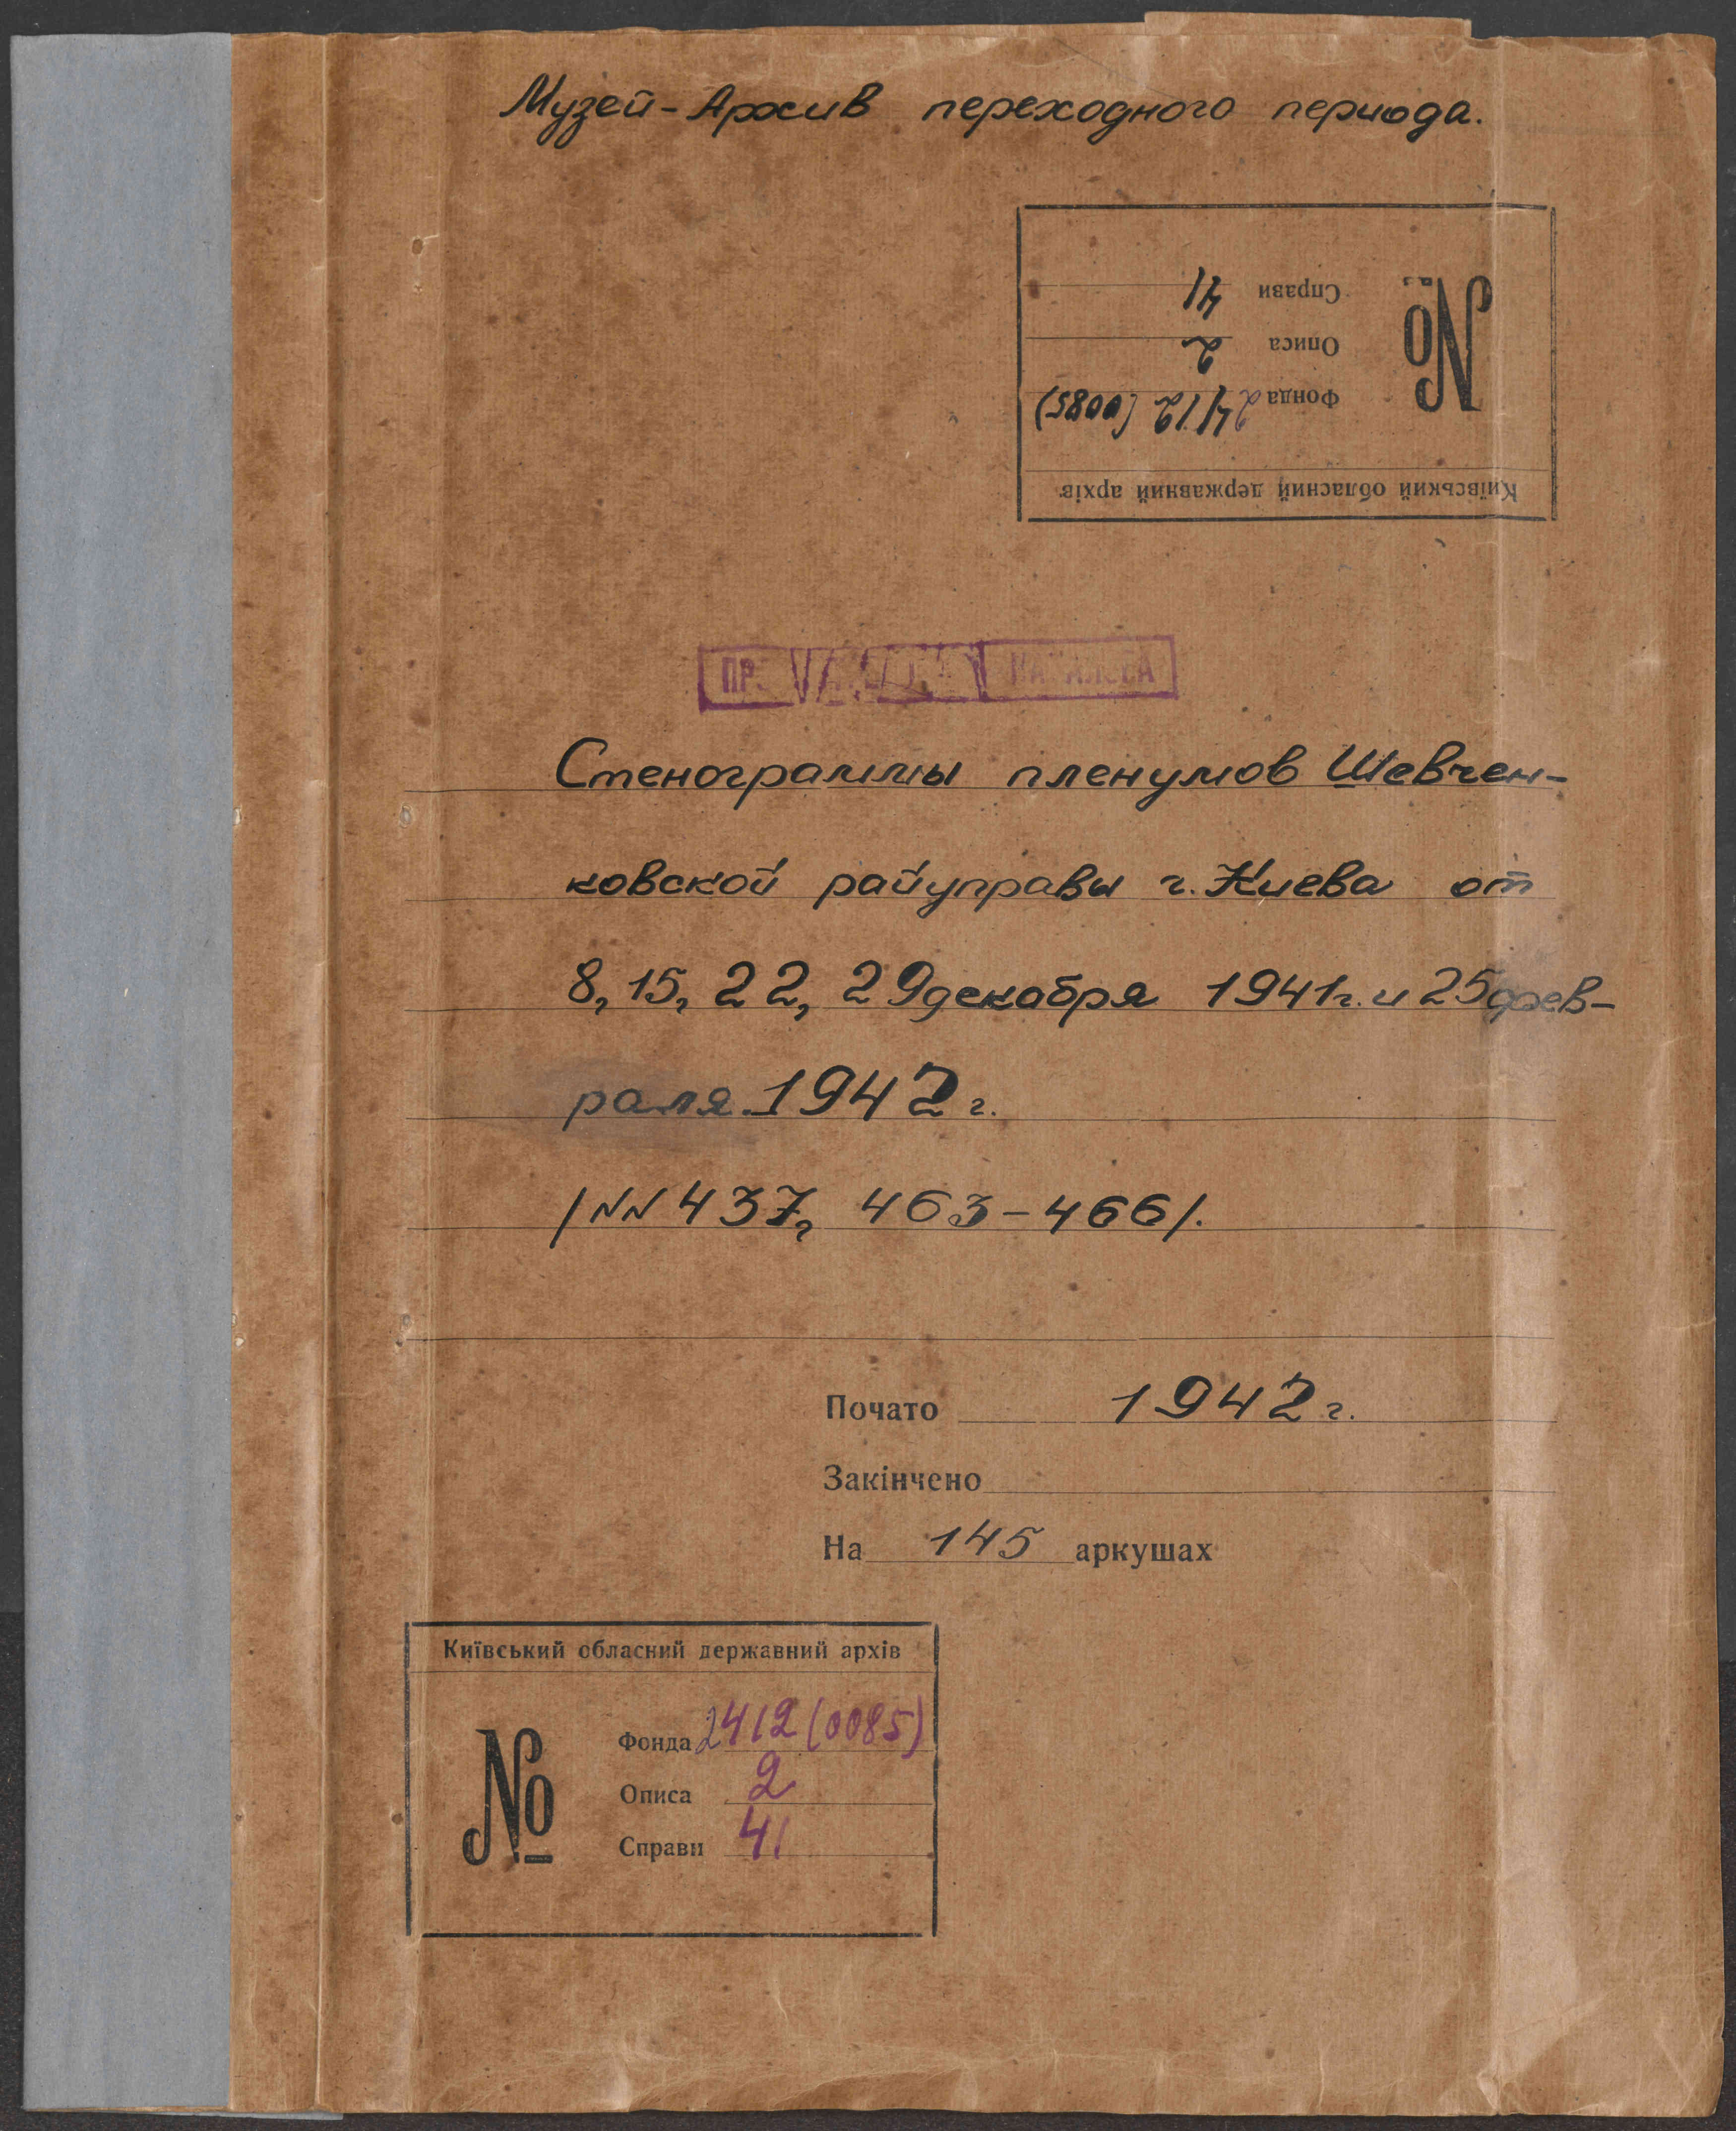 Музей-Архив переходного периода.
Київський обласний державний архів
№
Фонда 2412 (0085)
Описа 2
Справи 41
Стенограммы пленумов Шевчен-
ковской райуправы г. Киева от
8, 15, 22, 29 декабря 1941г. и 25 фев-
раля 1942 г.
/NN 437, 463-466/.
Почато 1942 г.
Закінчено
На 145 аркушах
Київський обласний державний архів
№
Фонда 2412 (0085)
Описа 2
Справи 41